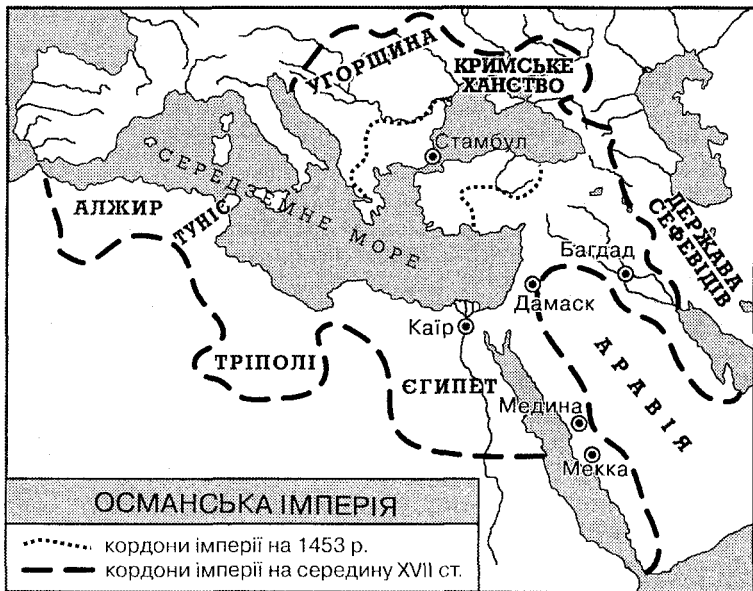 УГОРЩИНА
КРИМСЬКЕ
ХАНСТВО
Стамбул
СЕРЕДЗЕМНЕ МОРЕ
АЛЖИР
ТУНІС
ДЕРЖАВА
СЕФЕВІДІВ
Багдад
Дамаск
Каїр
ТРІПОЛІ
ЄГИПЕТ
АРАВІЯ
Медина
Мекка
ОСМАНСЬКА ІМПЕРІЯ
кордони імперії на 1453 р.
кордони імперії на середину XVII ст.